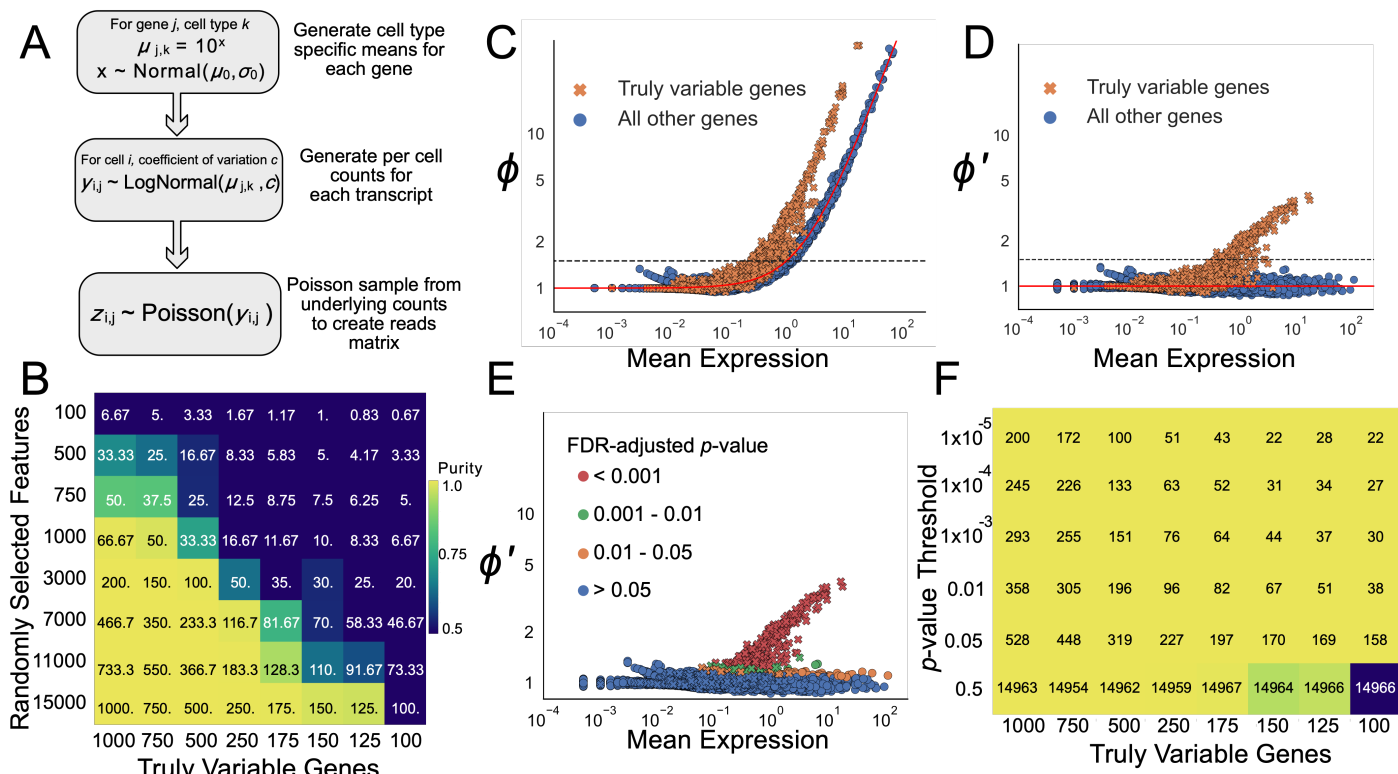 A
For gene j, cell type k
μ j,k = 10ˣ
x ~ Normal(μ₀,σ₀)
Generate cell type
specific means for
each gene
For cell i, coefficient of variation c
yᵢ,ⱼ ~ LogNormal(μ j,k ,c)
Generate per cell
counts for
each transcript
zᵢ,ⱼ ~ Poisson(yᵢ,ⱼ )
Poisson sample from
underlying counts
to create reads
matrix
B
Randomly Selected Features
100 6.67 5. 3.33 1.67 1.17 1. 0.83 0.67
500 33.33 25. 16.67 8.33 5.83 5. 4.17 3.33
750 50. 37.5 25. 12.5 8.75 7.5 6.25 5.
1000 66.67 50. 33.33 16.67 11.67 10. 8.33 6.67
3000 200. 150. 100. 50. 35. 30. 25. 20.
7000 466.7 350. 233.3 116.7 81.67 70. 58.33 46.67
11000 733.3 550. 366.7 183.3 128.3 110. 91.67 73.33
15000 1000. 750. 500. 250. 175. 150. 125. 100.
1000 750 500 250 175 150 125 100
Truly Variable Genes
Purity
1.0
0.75
0.5
C
Truly variable genes
All other genes
ϕ
10
5
2
1
10⁻⁴ 10⁻³ 10⁻² 10⁻¹ 10⁰ 10¹ 10²
Mean Expression
D
Truly variable genes
All other genes
ϕ'
10
5
2
1
10⁻⁴ 10⁻³ 10⁻² 10⁻¹ 10⁰ 10¹ 10²
Mean Expression
E
FDR-adjusted p-value
< 0.001
0.001 - 0.01
0.01 - 0.05
> 0.05
ϕ'
10
5
2
1
10⁻⁴ 10⁻³ 10⁻² 10⁻¹ 10⁰ 10¹ 10²
Mean Expression
F
p-value Threshold
1x10⁻⁵ 200 172 100 51 43 22 28 22
1x10⁻⁴ 245 226 133 63 52 31 34 27
1x10⁻³ 293 255 151 76 64 44 37 30
0.01 358 305 196 96 82 67 51 38
0.05 528 448 319 227 197 170 169 158
0.5 14963 14954 14962 14959 14967 14964 14966 14966
1000 750 500 250 175 150 125 100
Truly Variable Genes